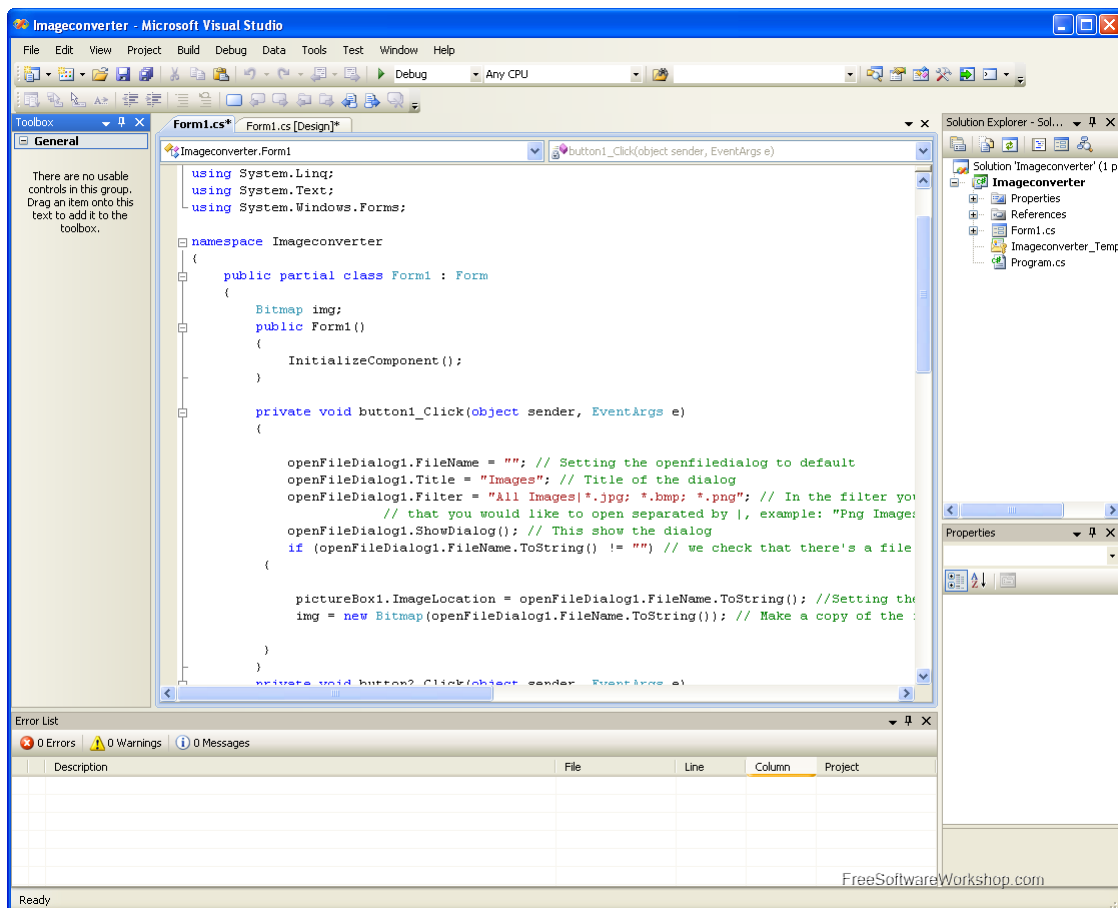 Imageconverter - Microsoft Visual Studio
File Edit View Project Build Debug Data Tools Test Window Help
Debug Any CPU
Toolbox
General
There are no usable
controls in this group.
Drag an item onto this
text to add it to the
toolbox.
Form1.cs* Form1.cs [Design]*
Imageconverter.Form1 button1_Click(object sender, EventArgs e)
using System.Linq;
using System.Text;
using System.Windows.Forms;
namespace Imageconverter
{
public partial class Form1 : Form
{
Bitmap img;
public Form1()
{
InitializeComponent();
}
private void button1_Click(object sender, EventArgs e)
{
openFileDialog1.FileName = ""; // Setting the openfiledialog to default
openFileDialog1.Title = "Images"; // Title of the dialog
openFileDialog1.Filter = "All Images|*.jpg; *.bmp; *.png"; // In the filter you
// that you would like to open separated by |, example: "Png Images
openFileDialog1.ShowDialog(); // This show the dialog
if (openFileDialog1.FileName.ToString() != "") // we check that there's a file
{
pictureBox1.ImageLocation = openFileDialog1.FileName.ToString(); //Setting the
img = new Bitmap(openFileDialog1.FileName.ToString()); // Make a copy of the
}
}
private void button2_Click(object sender, EventArgs e)
Solution Explorer - Sol...
Solution 'Imageconverter' (1 p
Imageconverter
Properties
References
Form1.cs
Imageconverter_Temp
Program.cs
Properties
Error List
0 Errors 0 Warnings 0 Messages
Description File Line Column Project
FreeSoftwareWorkshop.com
Ready